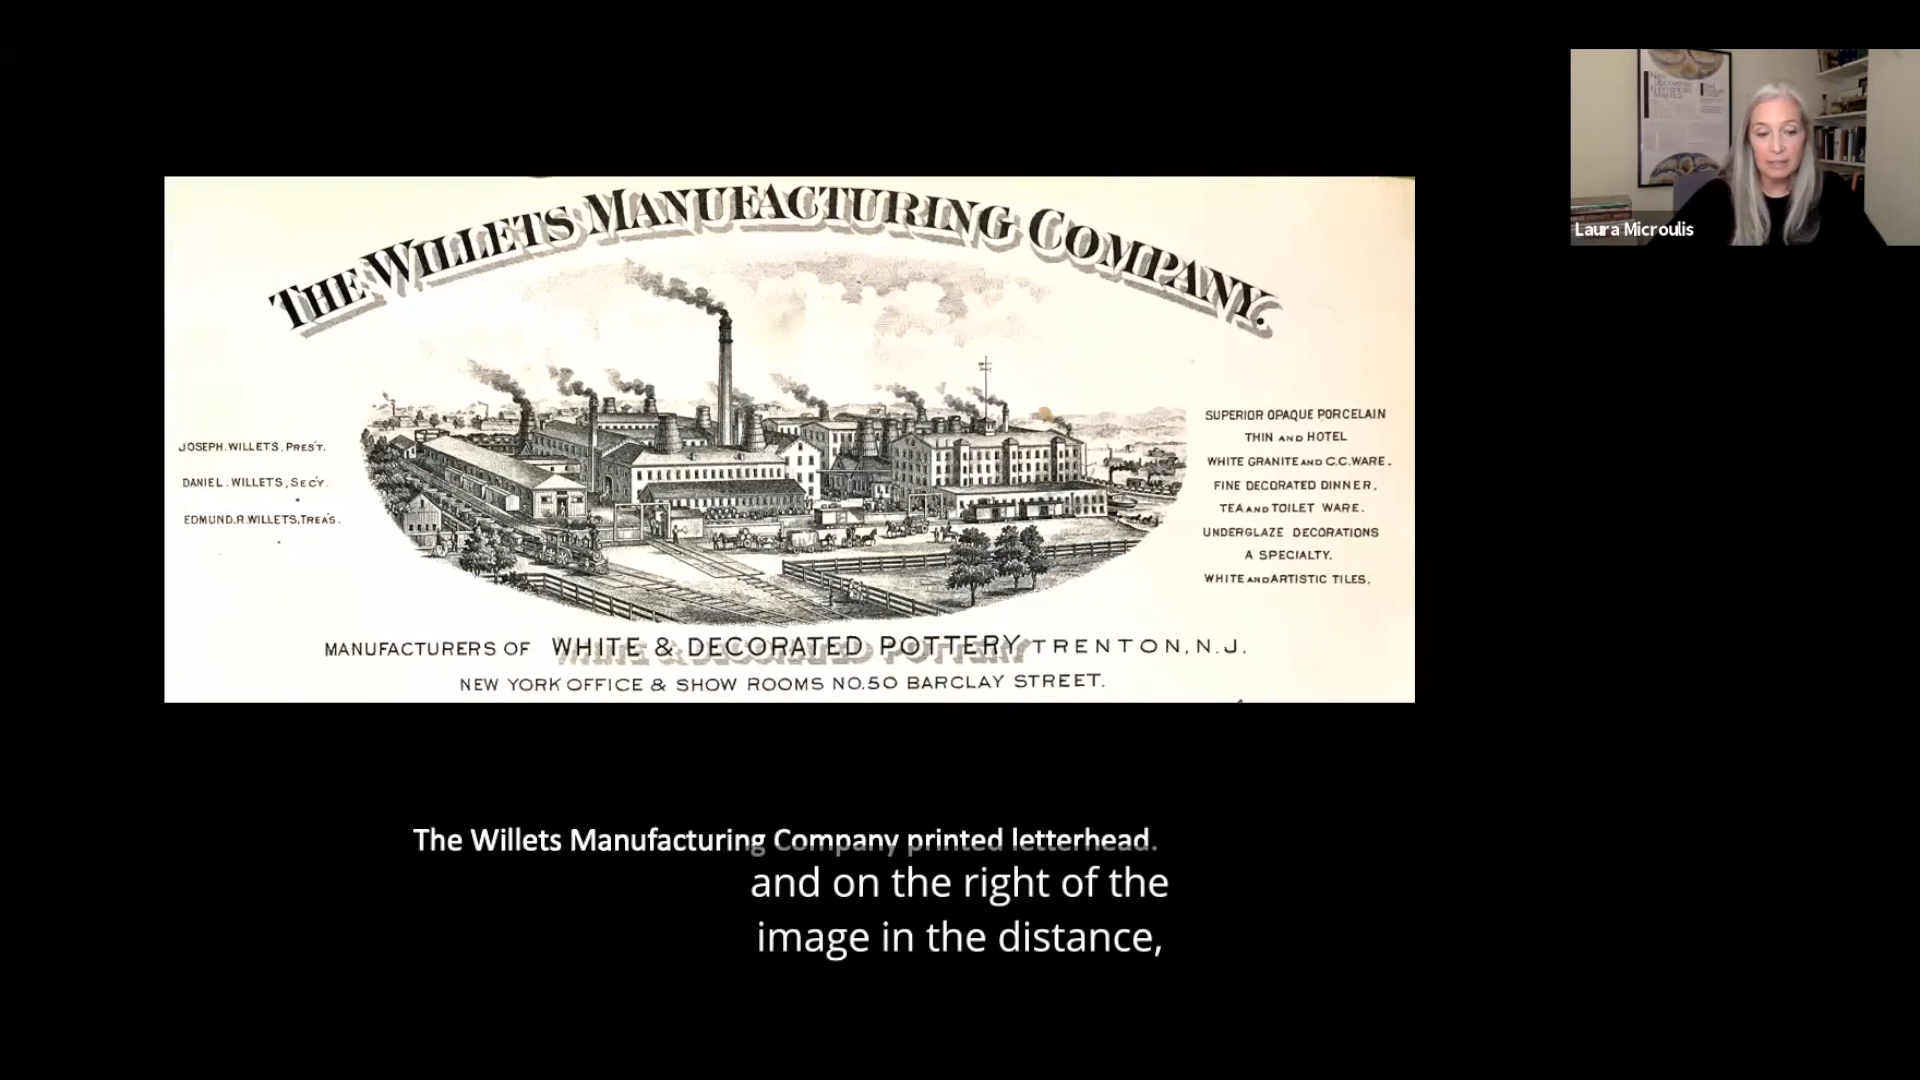 THE WILLETS MANUFACTURING COMPANY.
JOSEPH.WILLETS, PRES'T.
DANIEL.WILLETS, SEC'Y.
EDMUND.R.WILLETS, TREAS.
SUPERIOR OPAQUE PORCELAIN
THIN AND HOTEL
WHITE GRANITE AND C.C.WARE.
FINE DECORATED DINNER,
TEA AND TOILET WARE.
UNDERGLAZE DECORATIONS
A SPECIALTY.
WHITE AND ARTISTIC TILES.
MANUFACTURERS OF WHITE & DECORATED POTTERY TRENTON, N.J.
NEW YORK OFFICE & SHOW ROOMS NO.50 BARCLAY STREET.
Laura Microulis
The Willets Manufacturing Company printed letterhead.
and on the right of the
image in the distance,